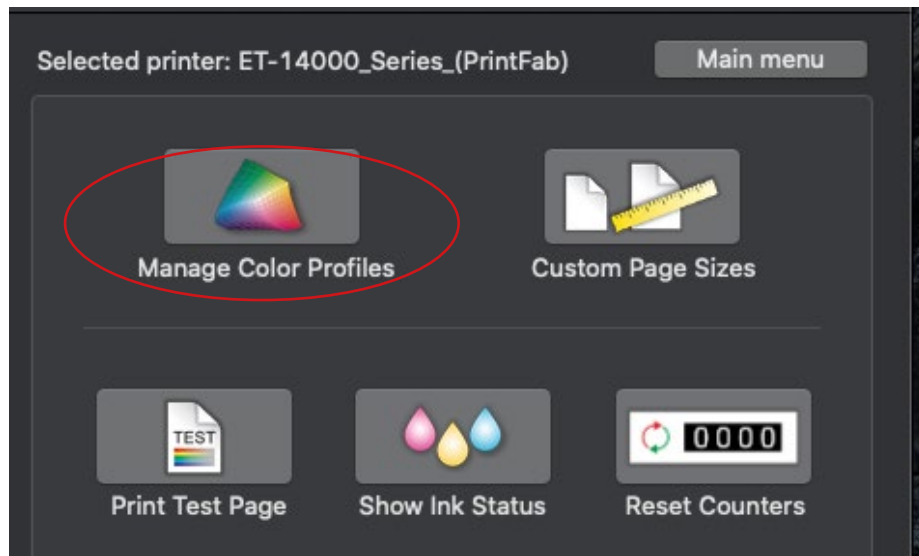 Selected printer: ET-14000_Series_(PrintFab)
Main menu
Manage Color Profiles
Custom Page Sizes
TEST
Print Test Page
Show Ink Status
0000
Reset Counters